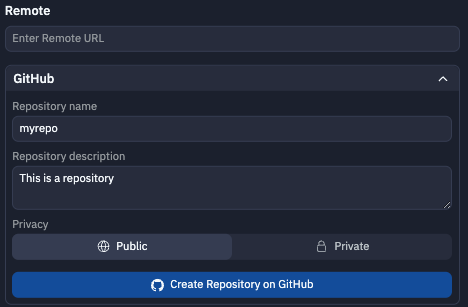 Remote
Enter Remote URL
GitHub
Repository name
myrepo
Repository description
This is a repository
Privacy
Public
Private
Create Repository on GitHub